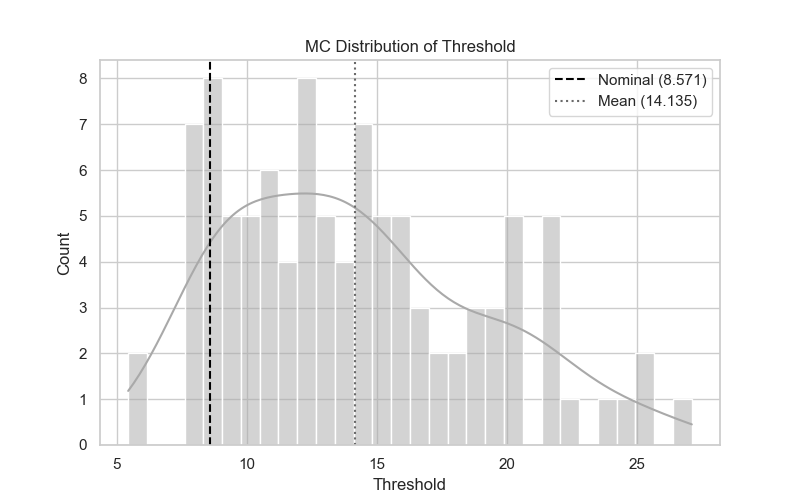 MC Distribution of Threshold
Nominal (8.571)
Mean (14.135)
Count
8
7
6
5
4
3
2
1
0
5 10 15 20 25
Threshold